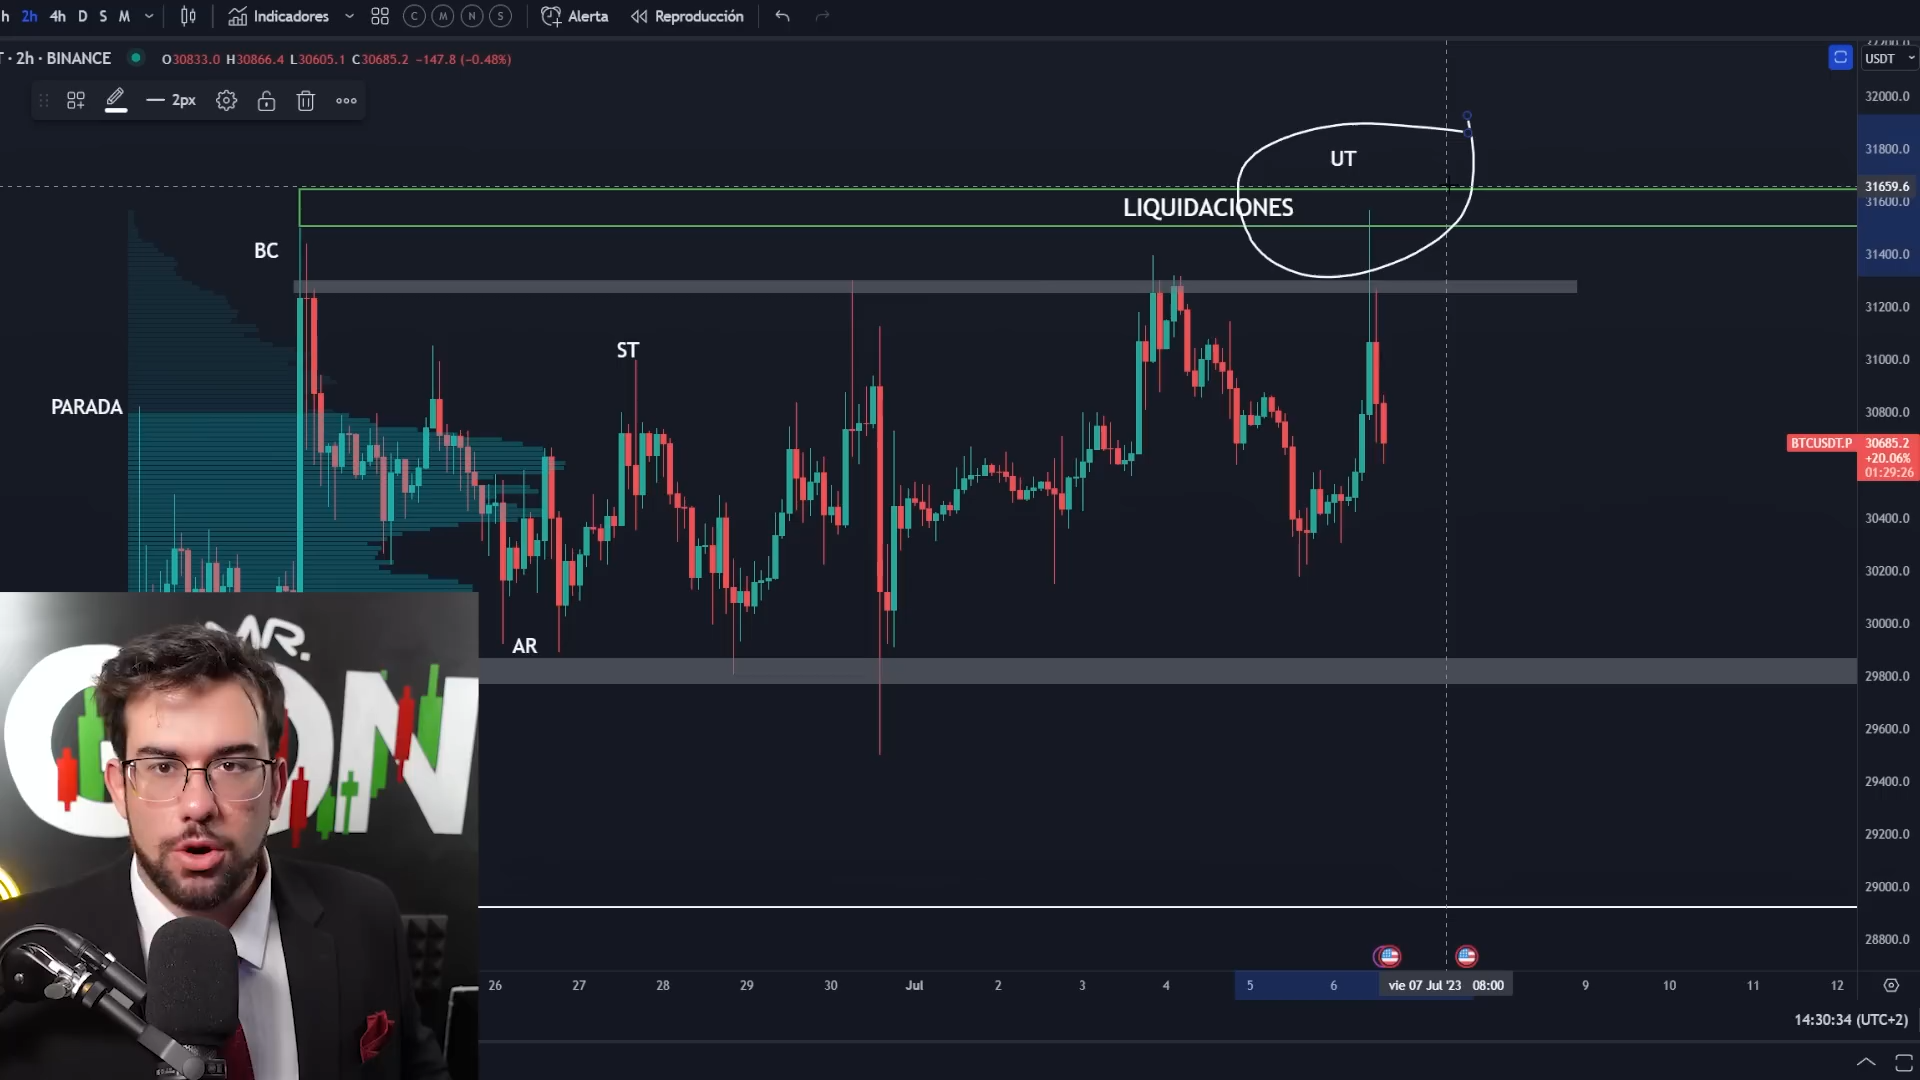 h 2h 4h D S M Indicadores C M N S Alerta Reproducción
T · 2h · BINANCE O30833.0 H30866.4 L30605.1 C30685.2 −147.8 (−0.48%)
USDT
2px
32000.0
31800.0
31659.6
31600.0
31400.0
31200.0
31000.0
30800.0
BTCUSDT.P 30685.2
+20.06%
01:29:26
30400.0
30200.0
30000.0
29800.0
29600.0
29400.0
29200.0
29000.0
28800.0
UT
LIQUIDACIONES
BC
ST
PARADA
AR
MR.
26 27 28 29 30 Jul 2 3 4 5 6 vie 07 Jul '23 08:00 9 10 11 12
14:30:34 (UTC+2)